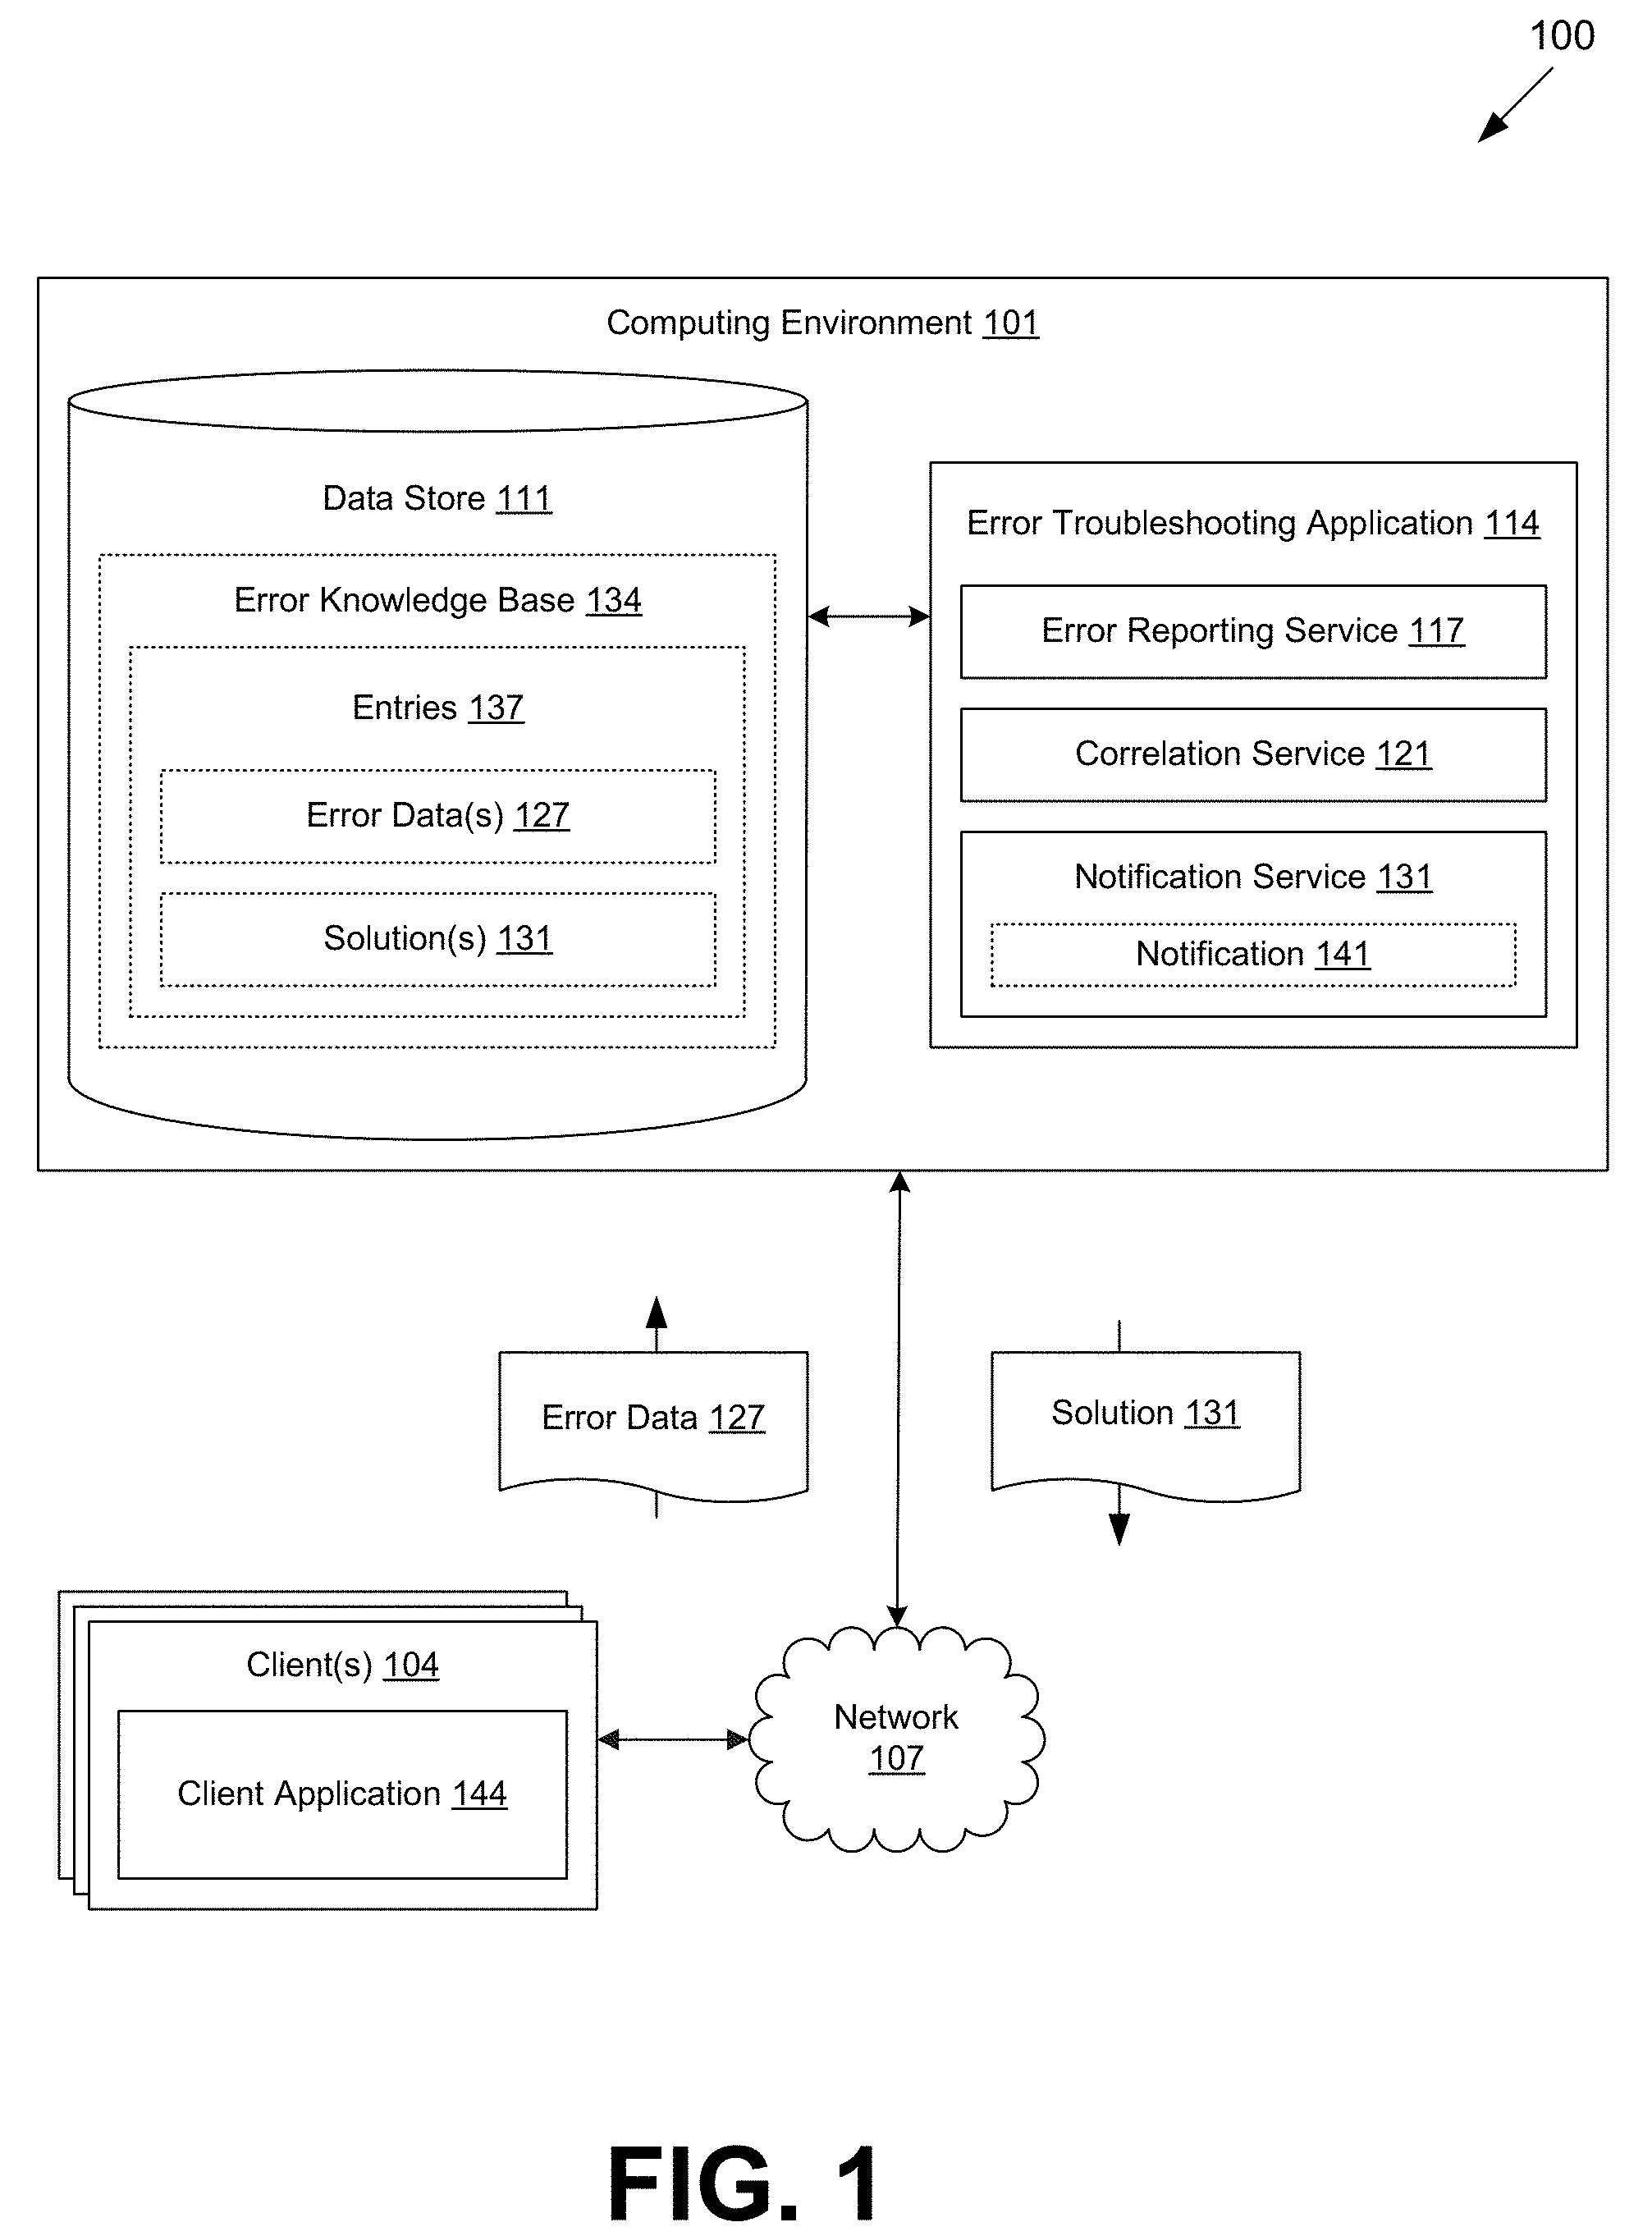 100
Computing Environment 101
Data Store 111
Error Knowledge Base 134
Entries 137
Error Data(s) 127
Solution(s) 131
Error Troubleshooting Application 114
Error Reporting Service 117
Correlation Service 121
Notification Service 131
Notification 141
Error Data 127
Solution 131
Client(s) 104
Client Application 144
Network
107
FIG. 1